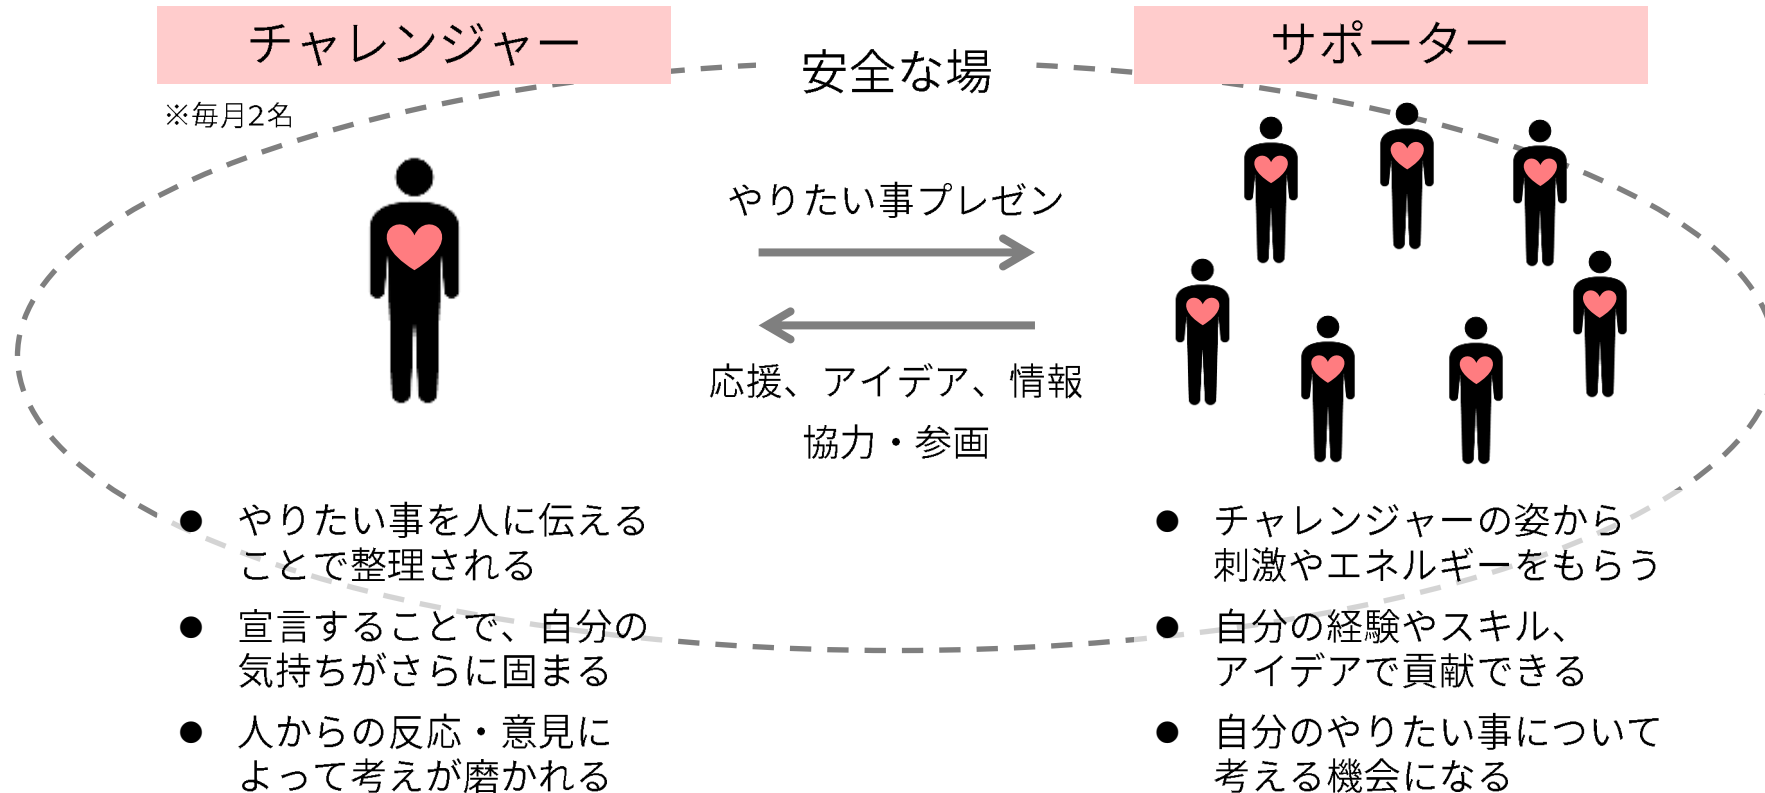 チャレンジャー
※毎月2名
安全な場
サポーター
やりたい事プレゼン
応援、アイデア、情報
協力・参画
● やりたい事を人に伝える
ことで整理される
● 宣言することで、自分の
気持ちがさらに固まる
● 人からの反応・意見に
よって考えが磨かれる
● チャレンジャーの姿から
刺激やエネルギーをもらう
● 自分の経験やスキル、
アイデアで貢献できる
● 自分のやりたい事について
考える機会になる